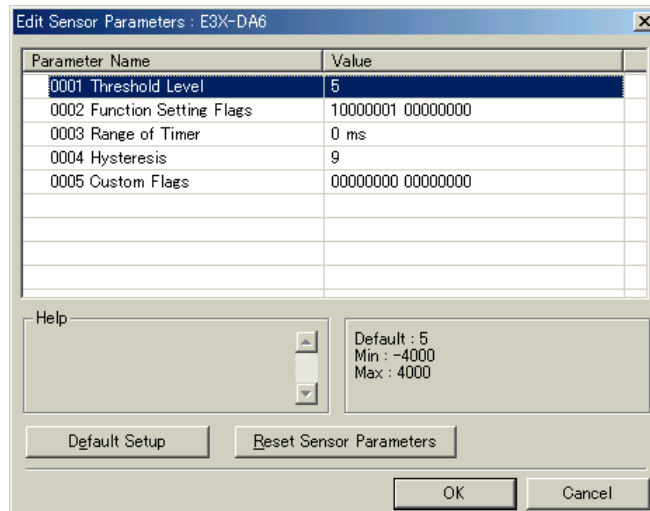 Edit Sensor Parameters : E3X-DA6
Parameter Name Value
0001 Threshold Level 5
0002 Function Setting Flags 10000001 00000000
0003 Range of Timer 0 ms
0004 Hysteresis 9
0005 Custom Flags 00000000 00000000
Help
Default : 5
Min : -4000
Max : 4000
Default Setup Reset Sensor Parameters
OK Cancel